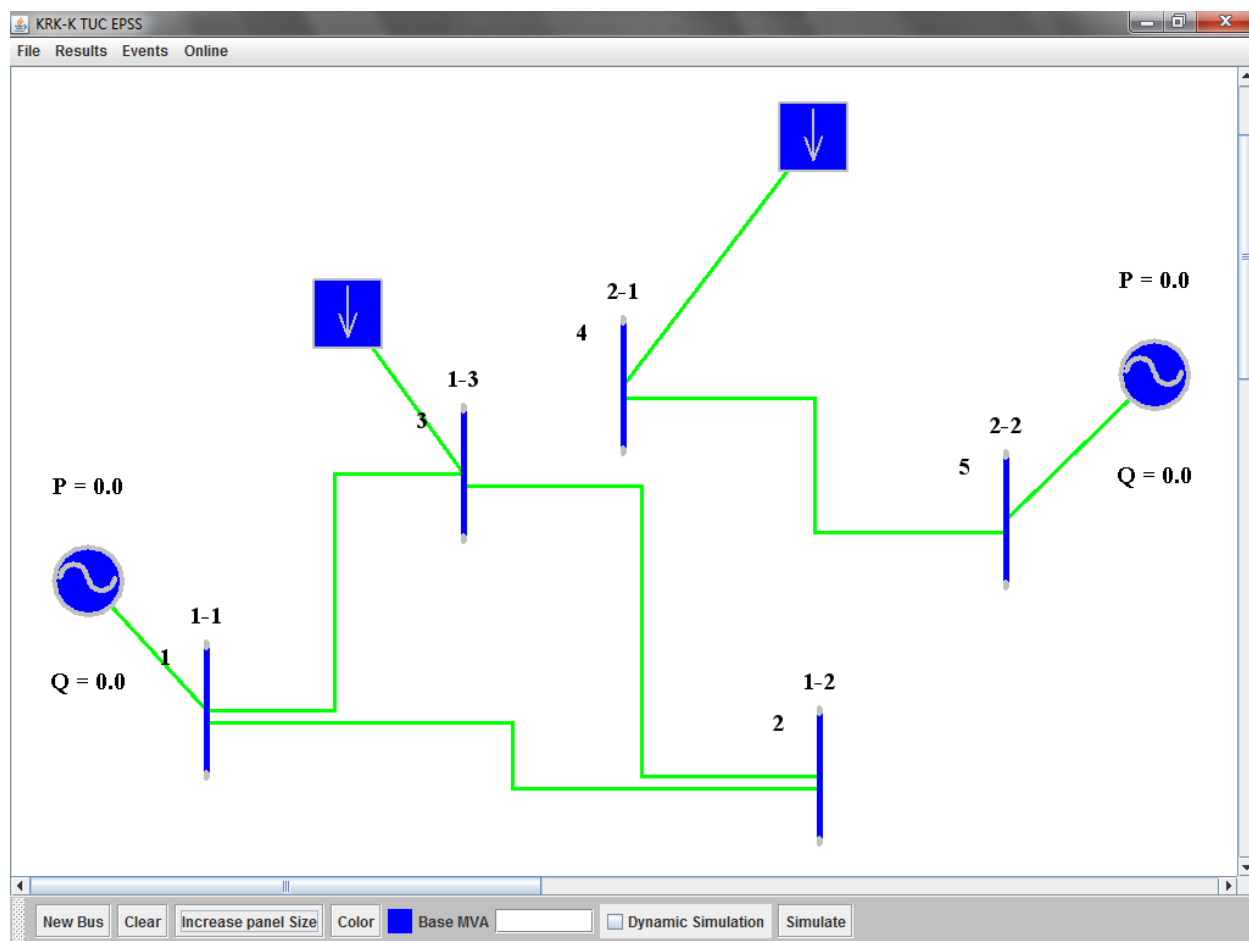 KRK-K TUC EPSS
File Results Events Online
P = 0.0
2-1
4
1-3
3
2-2
5
Q = 0.0
P = 0.0
1-1
1
Q = 0.0
1-2
2
New Bus Clear Increase panel Size Color Base MVA Dynamic Simulation Simulate